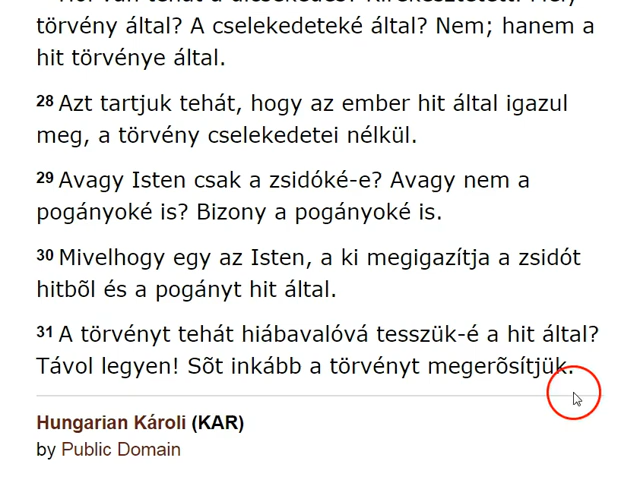 törvény által? A cselekedeteké által? Nem; hanem a
hit törvénye által.
28 Azt tartjuk tehát, hogy az ember hit által igazul
meg, a törvény cselekedetei nélkül.
29 Avagy Isten csak a zsidóké-e? Avagy nem a
pogányoké is? Bizony a pogányoké is.
30 Mivelhogy egy az Isten, a ki megigazítja a zsidót
hitbõl és a pogányt hit által.
31 A törvényt tehát hiábavalóvá tesszük-é a hit által?
Távol legyen! Sõt inkább a törvényt megerõsítjük.
Hungarian Károli (KAR)
by Public Domain